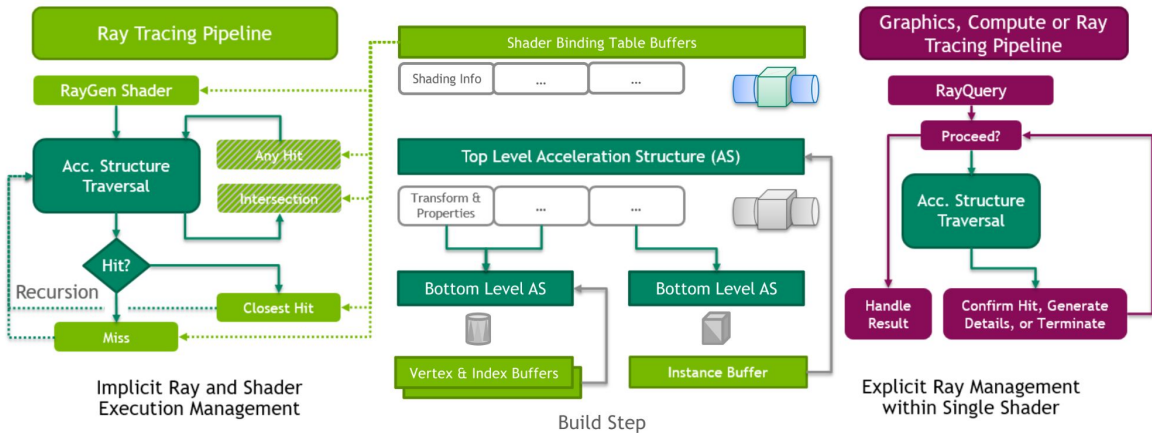 Ray Tracing Pipeline
RayGen Shader
Any Hit
Acc. Structure
Traversal
Intersection
Hit?
Recursion
Closest Hit
Miss
Implicit Ray and Shader
Execution Management
Shader Binding Table Buffers
Shading Info
...
...
Top Level Acceleration Structure (AS)
Transform &
Properties
...
...
Bottom Level AS
Bottom Level AS
Vertex & Index Buffers
Instance Buffer
Build Step
Graphics, Compute or Ray
Tracing Pipeline
RayQuery
Proceed?
Acc. Structure
Traversal
Handle
Result
Confirm Hit, Generate
Details, or Terminate
Explicit Ray Management
within Single Shader